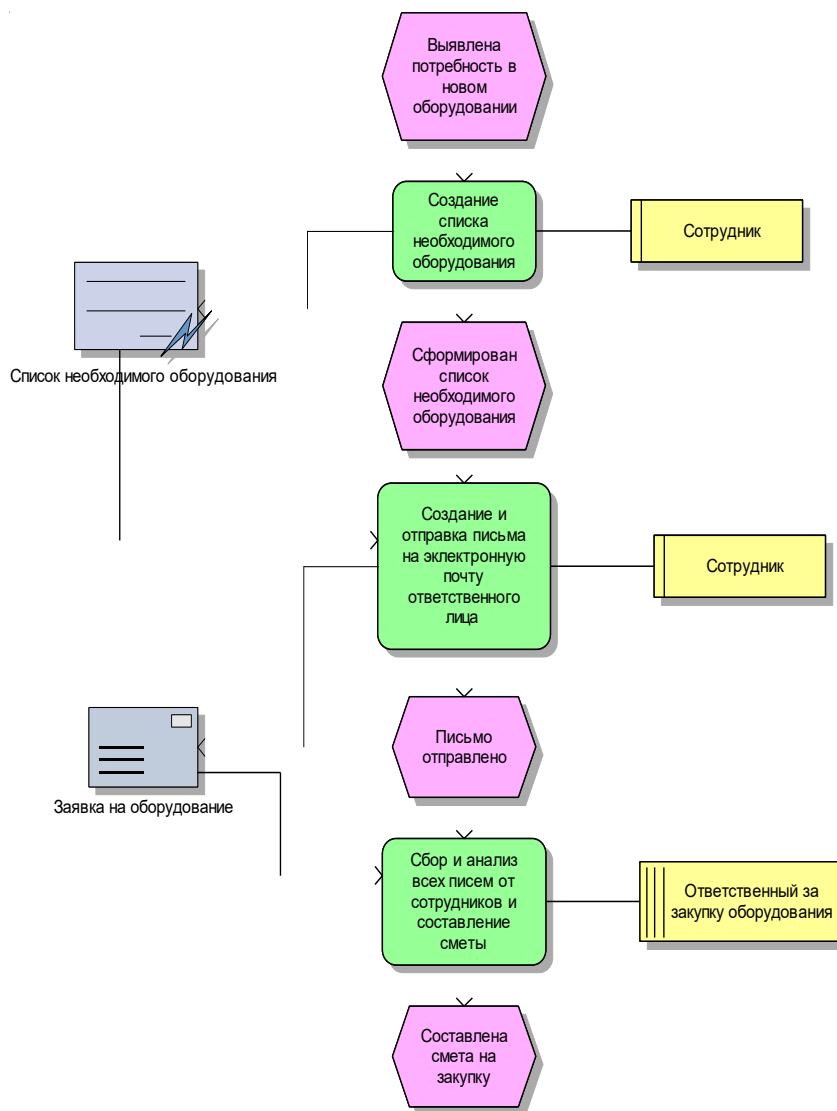 Выявлена
потребность в
новом
оборудовании
Создание
списка
необходимого
оборудования
Сотрудник
Список необходимого оборудования
Сформирован
список
необходимого
оборудования
Создание и
отправка письма
на эклектронную
почту
ответственного
лица
Сотрудник
Письмо
отправлено
Заявка на оборудование
Сбор и анализ
всех писем от
сотрудников и
составление
сметы
Ответственный за
закупку оборудования
Составлена
смета на
закупку